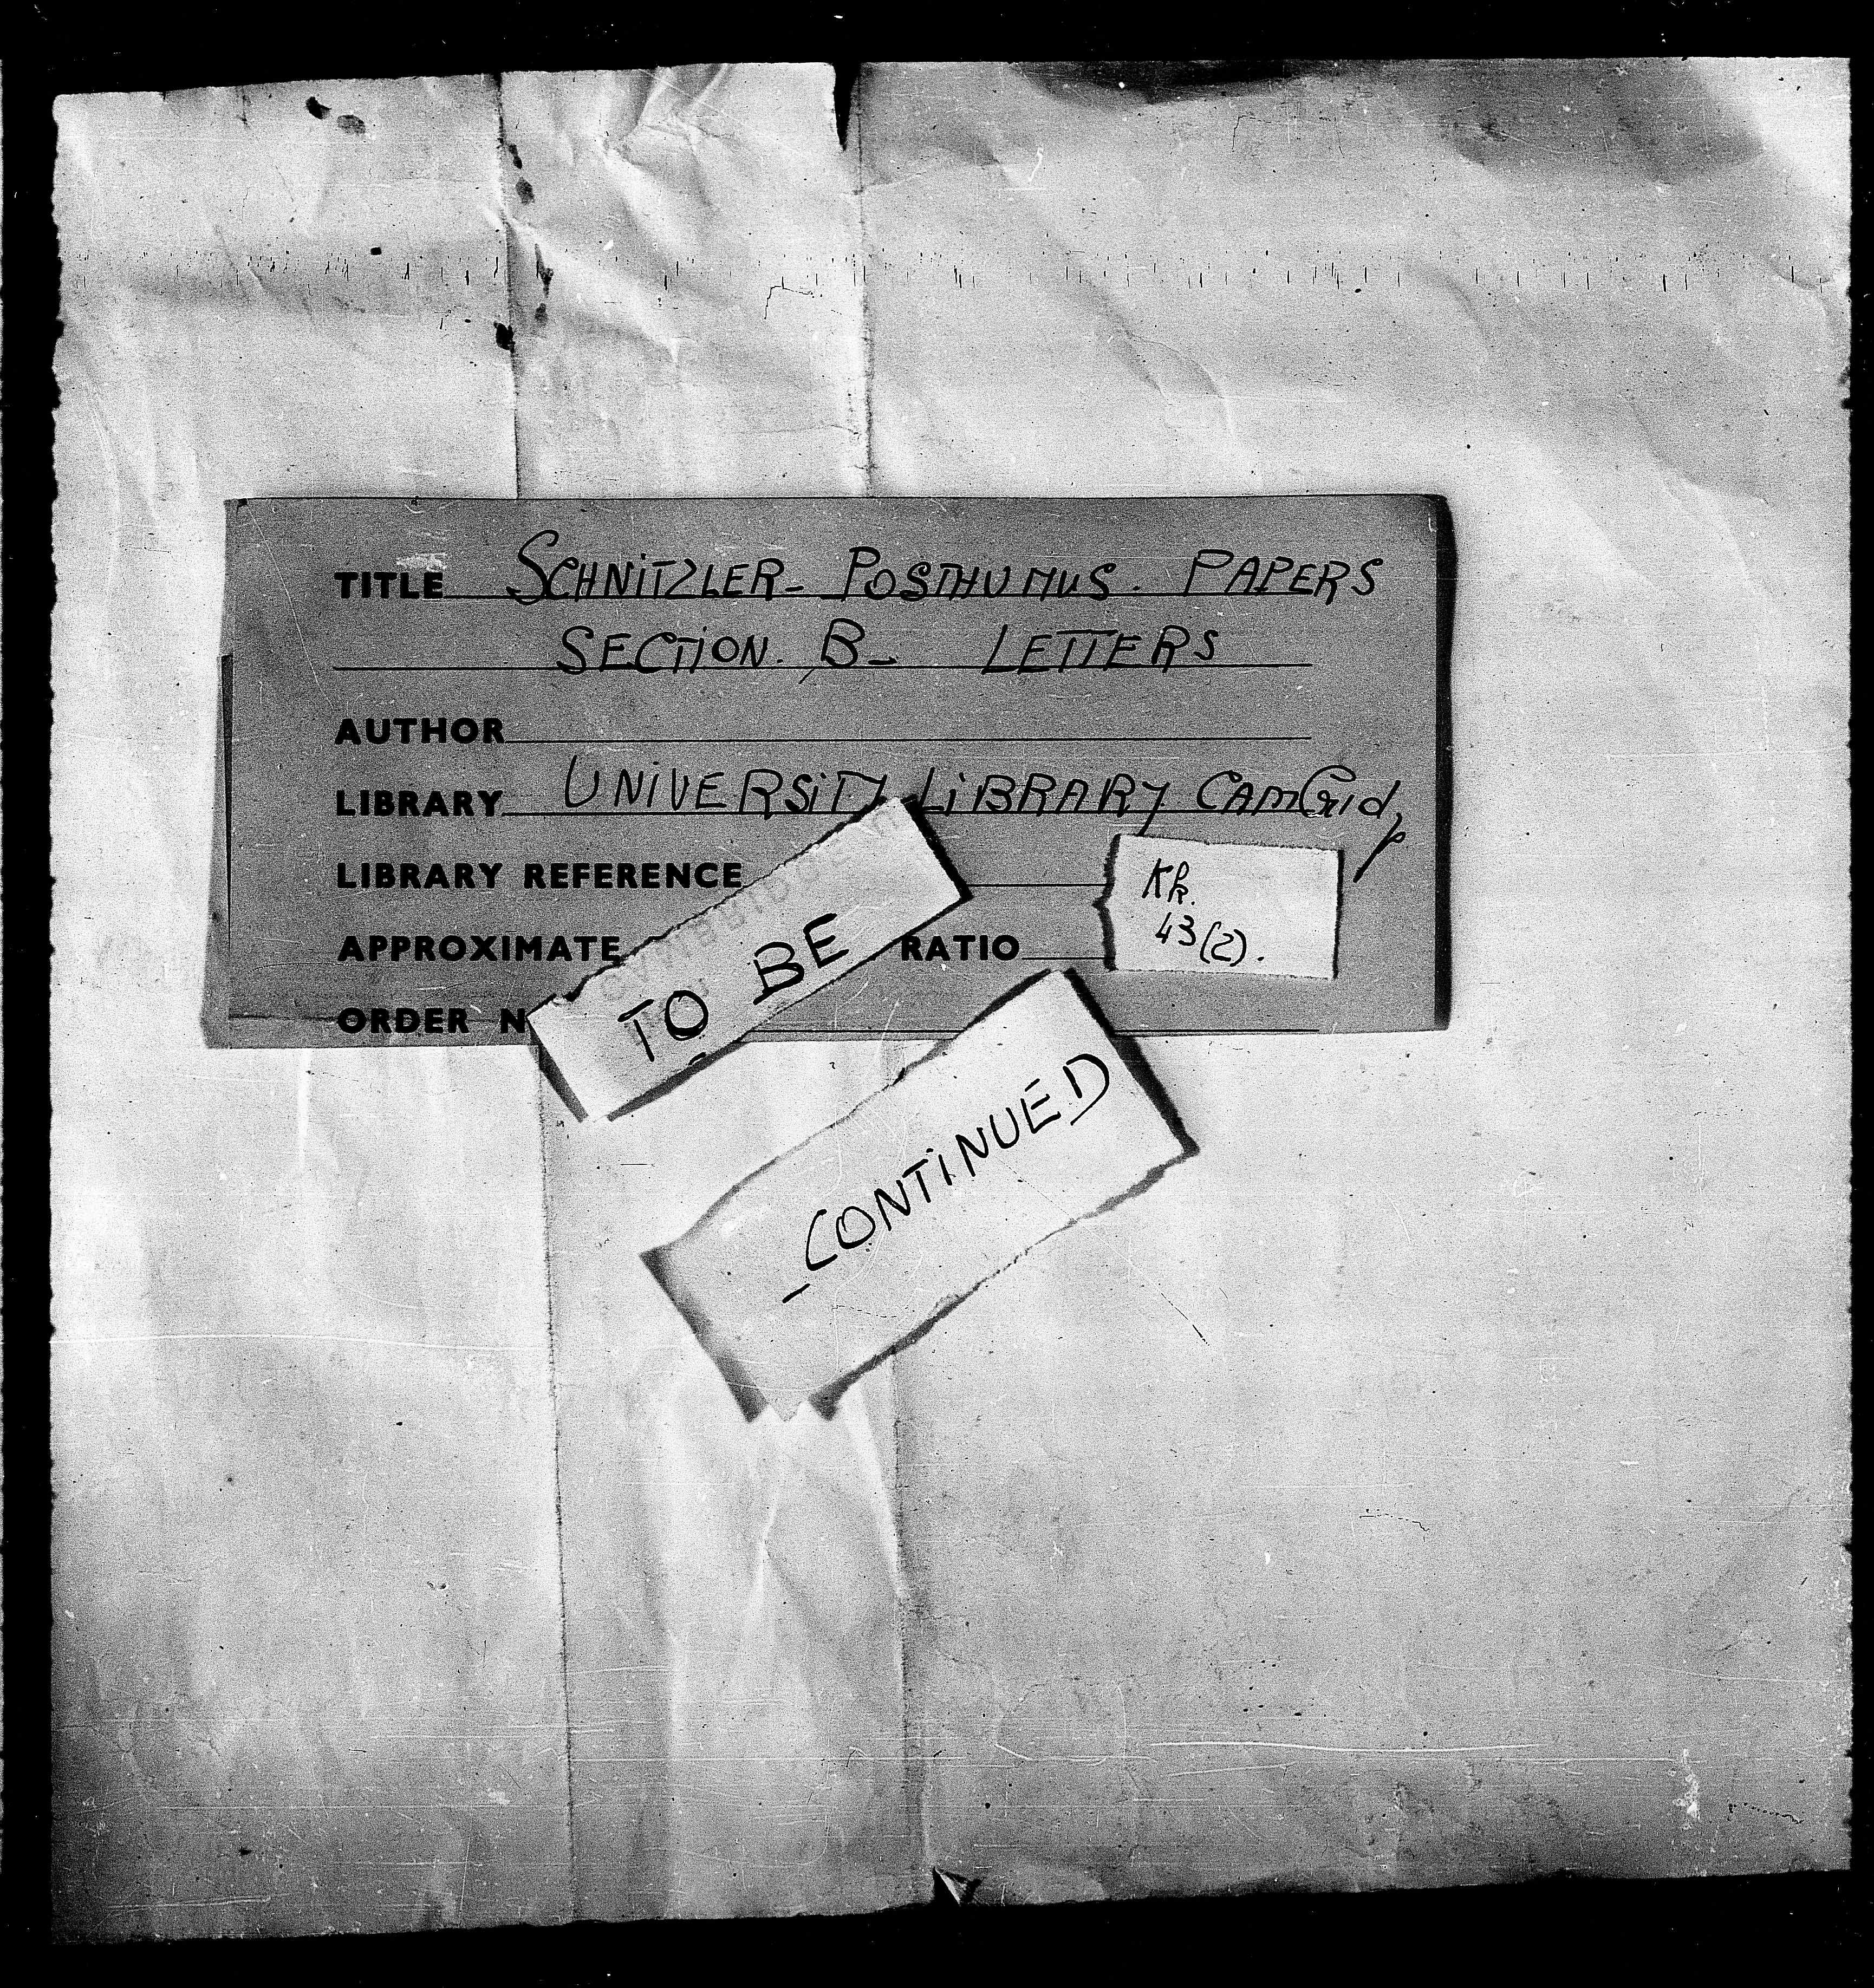 TITLE SCHNITZLER- POSTHUMUS. PAPERS
SECTION. B- LETTERS
AUTHOR
LIBRARY UNIVERSITY LIBRARY
LIBRARY REFERENCE
Kk.
43(2).
APPROXIMATE RATIO
ORDER N
TO BE
CONTINUED